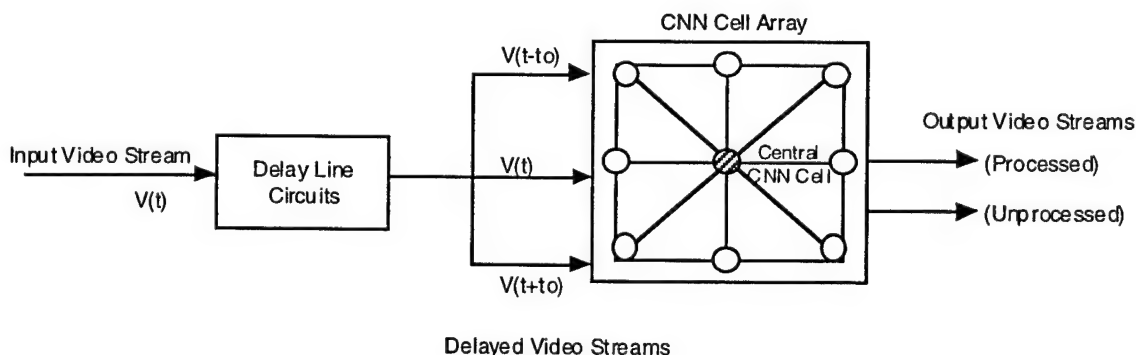 CNN Cell Array
V(t-to)
Output Video Streams
Input Video Stream
V(t)
Delay Line
Circuits
V(t)
Central
CNN Cell
(Processed)
(Unprocessed)
V(t+to)
Delayed Video Streams